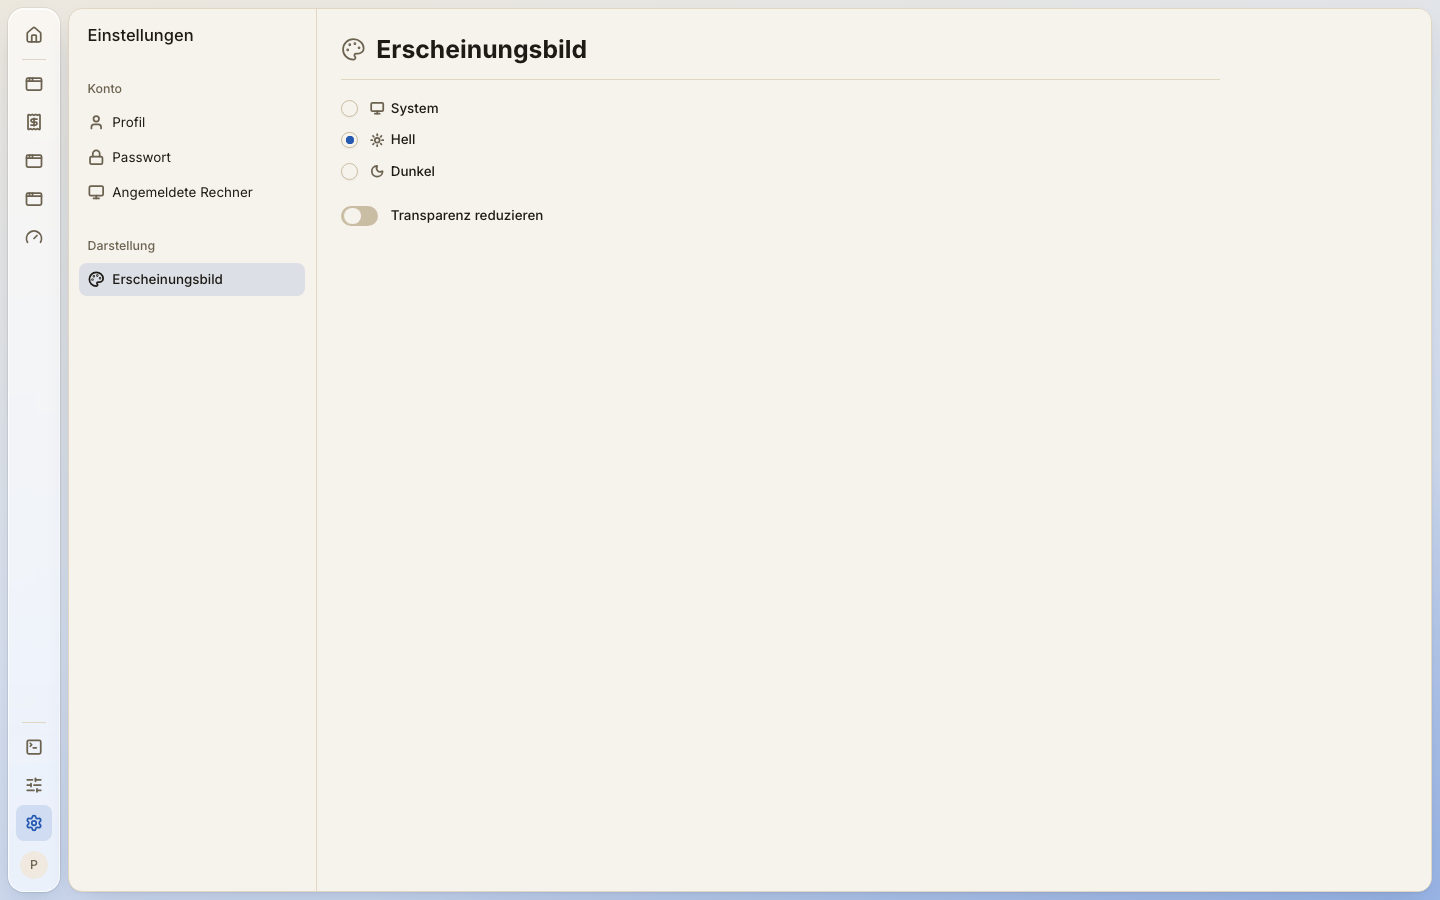 Einstellungen
Konto
Profil
Passwort
Angemeldete Rechner
Darstellung
Erscheinungsbild
P
Erscheinungsbild
System
Hell
Dunkel
Transparenz reduzieren